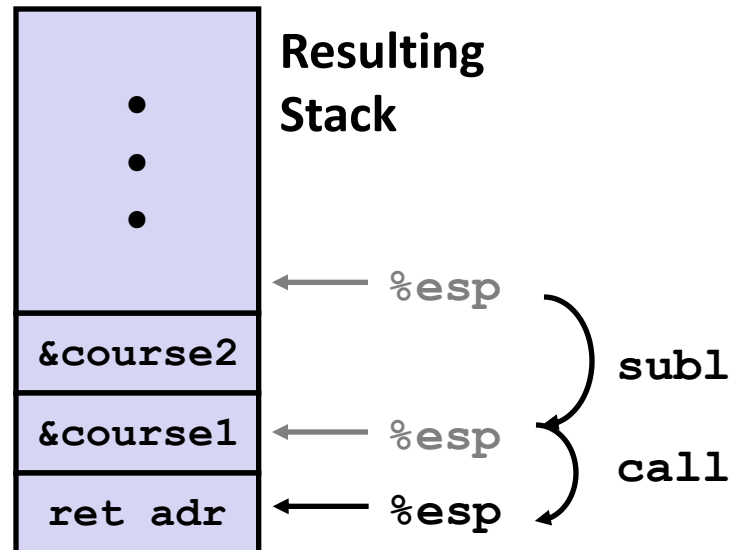 Resulting
Stack
%esp
&course2
subl
&course1
%esp
call
ret adr
%esp